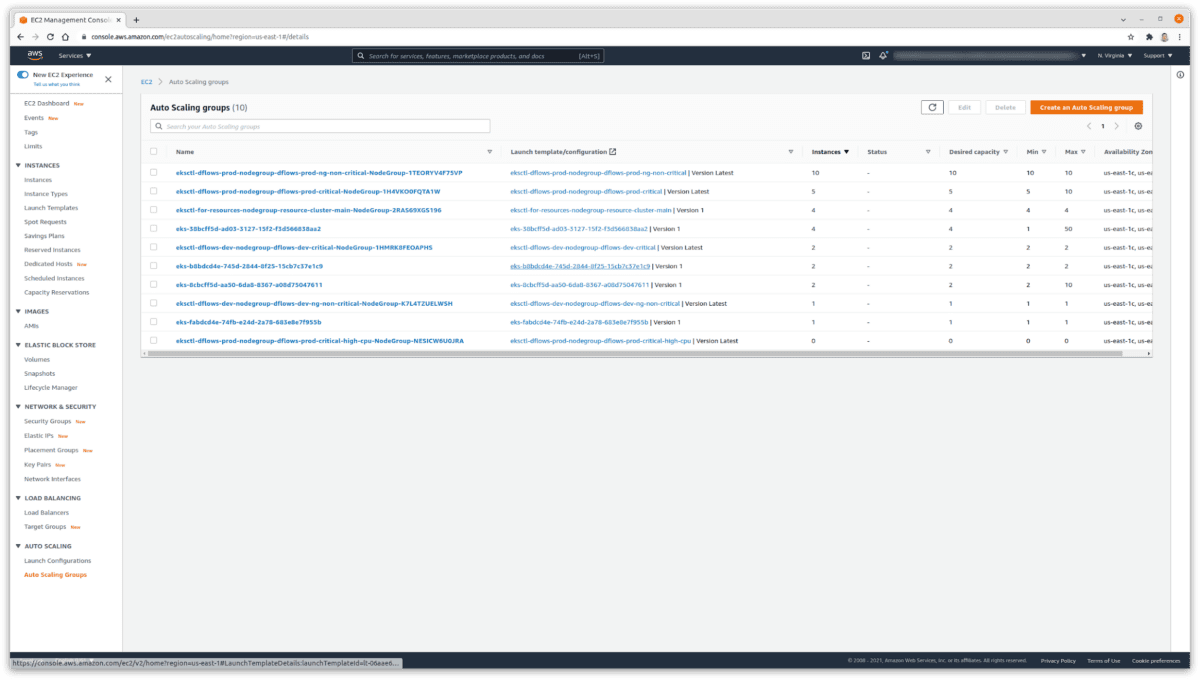 EC2 Management Consol
console.aws.amazon.com/ec2autoscaling/home?region=us-east-1#/details
aws Services Search for services, features, marketplace products, and docs [Alt+S] N. Virginia Support
New EC2 Experience
Tell us what you think
EC2 Dashboard New
Events New
Tags
Limits
INSTANCES
Instances
Instance Types
Launch Templates
Spot Requests
Savings Plans
Reserved Instances
Dedicated Hosts New
Scheduled Instances
Capacity Reservations
IMAGES
AMIs
ELASTIC BLOCK STORE
Volumes
Snapshots
Lifecycle Manager
NETWORK & SECURITY
Security Groups New
Elastic IPs New
Placement Groups New
Key Pairs New
Network Interfaces
LOAD BALANCING
Load Balancers
Target Groups New
AUTO SCALING
Launch Configurations
Auto Scaling Groups
EC2 > Auto Scaling groups
Auto Scaling groups (10) Edit Delete Create an Auto Scaling group
Search your Auto Scaling groups 1
Name Launch template/configuration Instances Status Desired capacity Min Max Availability Zon
eksctl-dflows-prod-nodegroup-dflows-prod-ng-non-critical-NodeGroup-1TEORYV4F75VP eksctl-dflows-prod-nodegroup-dflows-prod-ng-non-critical | Version Latest 10 - 10 10 10 us-east-1c, us-ea
eksctl-dflows-prod-nodegroup-dflows-prod-critical-NodeGroup-1H4VKO0FQTA1W eksctl-dflows-prod-nodegroup-dflows-prod-critical | Version Latest 5 - 5 5 10 us-east-1c, us-ea
eksctl-for-resources-nodegroup-resource-cluster-main-NodeGroup-2RAS69XGS196 eksctl-for-resources-nodegroup-resource-cluster-main | Version 1 4 - 4 4 4 us-east-1c, us-ea
eks-38bcff5d-ad03-3127-15f2-f3d566838aa2 eks-38bcff5d-ad03-3127-15f2-f3d566838aa2 | Version 1 4 - 4 1 50 us-east-1c, us-ea
eksctl-dflows-dev-nodegroup-dflows-dev-critical-NodeGroup-1HMRK8FEOAPHS eksctl-dflows-dev-nodegroup-dflows-dev-critical | Version Latest 2 - 2 2 2 us-east-1c, us-ea
eks-b8bdcd4e-745d-2844-8f25-15cb7c37e1c9 eks-b8bdcd4e-745d-2844-8f25-15cb7c37e1c9 | Version 1 2 - 2 2 2 us-east-1c, us-ea
eks-8cbcff5d-aa50-6da8-8367-a08d75047611 eks-8cbcff5d-aa50-6da8-8367-a08d75047611 | Version 1 2 - 2 2 10 us-east-1c, us-ea
eksctl-dflows-dev-nodegroup-dflows-dev-ng-non-critical-NodeGroup-K7L4TZUELWSH eksctl-dflows-dev-nodegroup-dflows-dev-ng-non-critical | Version Latest 1 - 1 1 1 us-east-1c, us-ea
eks-fabdcd4e-74fb-e24d-2a78-683e8e7f955b eks-fabdcd4e-74fb-e24d-2a78-683e8e7f955b | Version 1 1 - 1 1 1 us-east-1c, us-ea
eksctl-dflows-prod-nodegroup-dflows-prod-critical-high-cpu-NodeGroup-NESICW6U0JRA eksctl-dflows-prod-nodegroup-dflows-prod-critical-high-cpu | Version Latest 0 - 0 0 0 us-east-1c, us-ea
https://console.aws.amazon.com/ec2/v2/home?region=us-east-1#LaunchTemplateDetails:launchTemplateId=lt-06aae6...
© 2008 - 2021, Amazon Web Services, Inc. or its affiliates. All rights reserved. Privacy Policy Terms of Use Cookie preferences